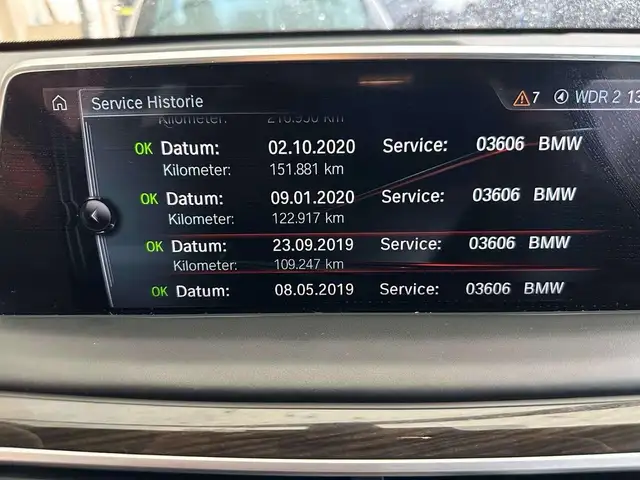 Service Historie
7
WDR 2 13
Kilometer:
OK Datum: 02.10.2020 Service: 03606 BMW
Kilometer: 151.881 km
OK Datum: 09.01.2020 Service: 03606 BMW
Kilometer: 122.917 km
OK Datum: 23.09.2019 Service: 03606 BMW
Kilometer: 109.247 km
OK Datum: 08.05.2019 Service: 03606 BMW